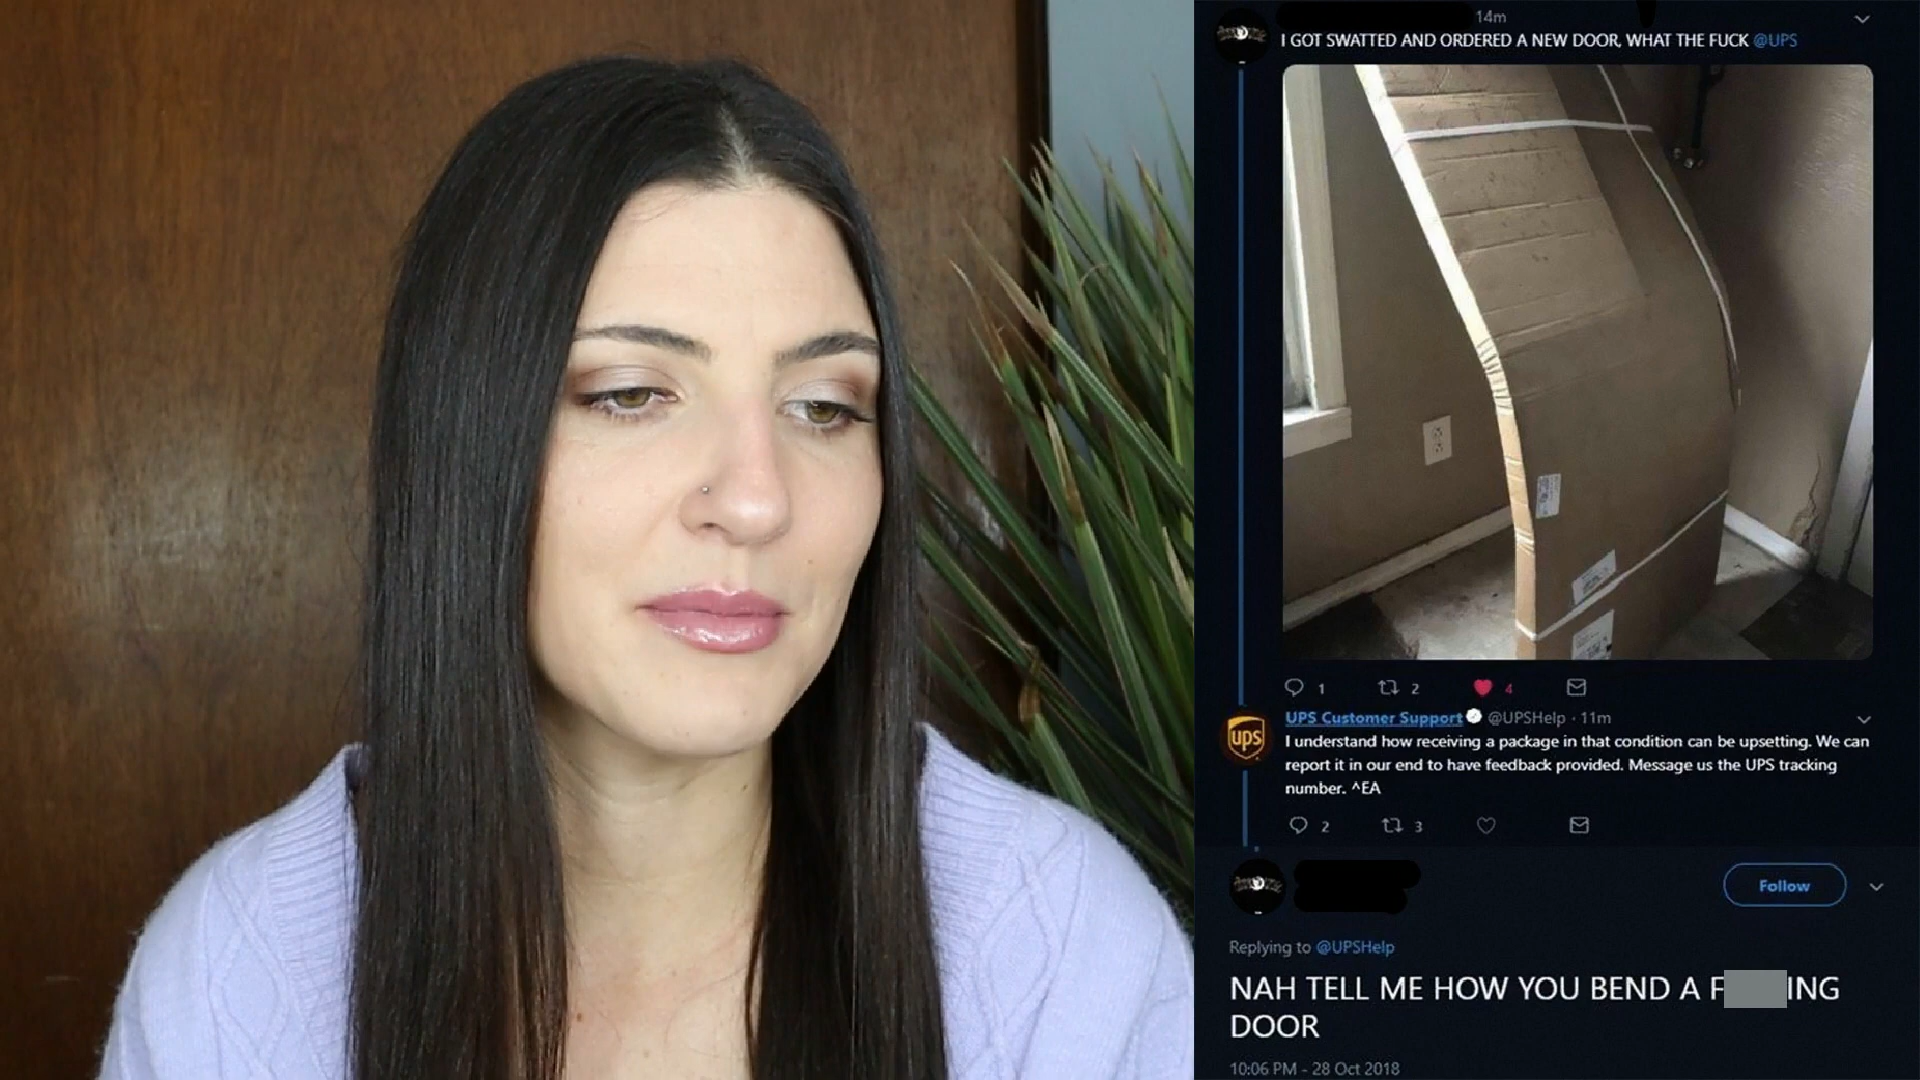 14m
I GOT SWATTED AND ORDERED A NEW DOOR, WHAT THE FUCK @UPS
1 2 4
UPS Customer Support @UPSHelp · 11m
ups
I understand how receiving a package in that condition can be upsetting. We can
report it in our end to have feedback provided. Message us the UPS tracking
number. ^EA
2 3
Follow
Replying to @UPSHelp
NAH TELL ME HOW YOU BEND A F ING
DOOR
10:06 PM - 28 Oct 2018